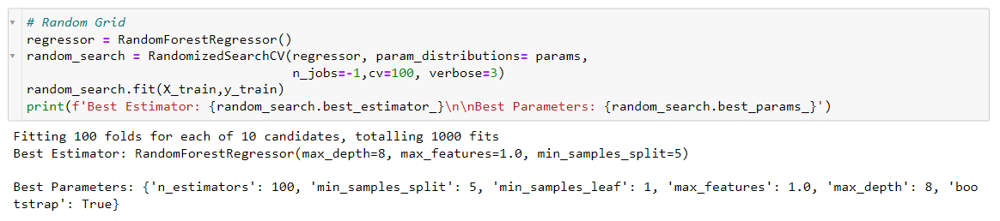 # Random Grid
regressor = RandomForestRegressor()
random_search = RandomizedSearchCV(regressor, param_distributions= params,
n_jobs=-1,cv=100, verbose=3)
random_search.fit(X_train,y_train)
print(f'Best Estimator: {random_search.best_estimator_}\n\nBest Parameters: {random_search.best_params_}')
Fitting 100 folds for each of 10 candidates, totalling 1000 fits
Best Estimator: RandomForestRegressor(max_depth=8, max_features=1.0, min_samples_split=5)
Best Parameters: {'n_estimators': 100, 'min_samples_split': 5, 'min_samples_leaf': 1, 'max_features': 1.0, 'max_depth': 8, 'boo
tstrap': True}